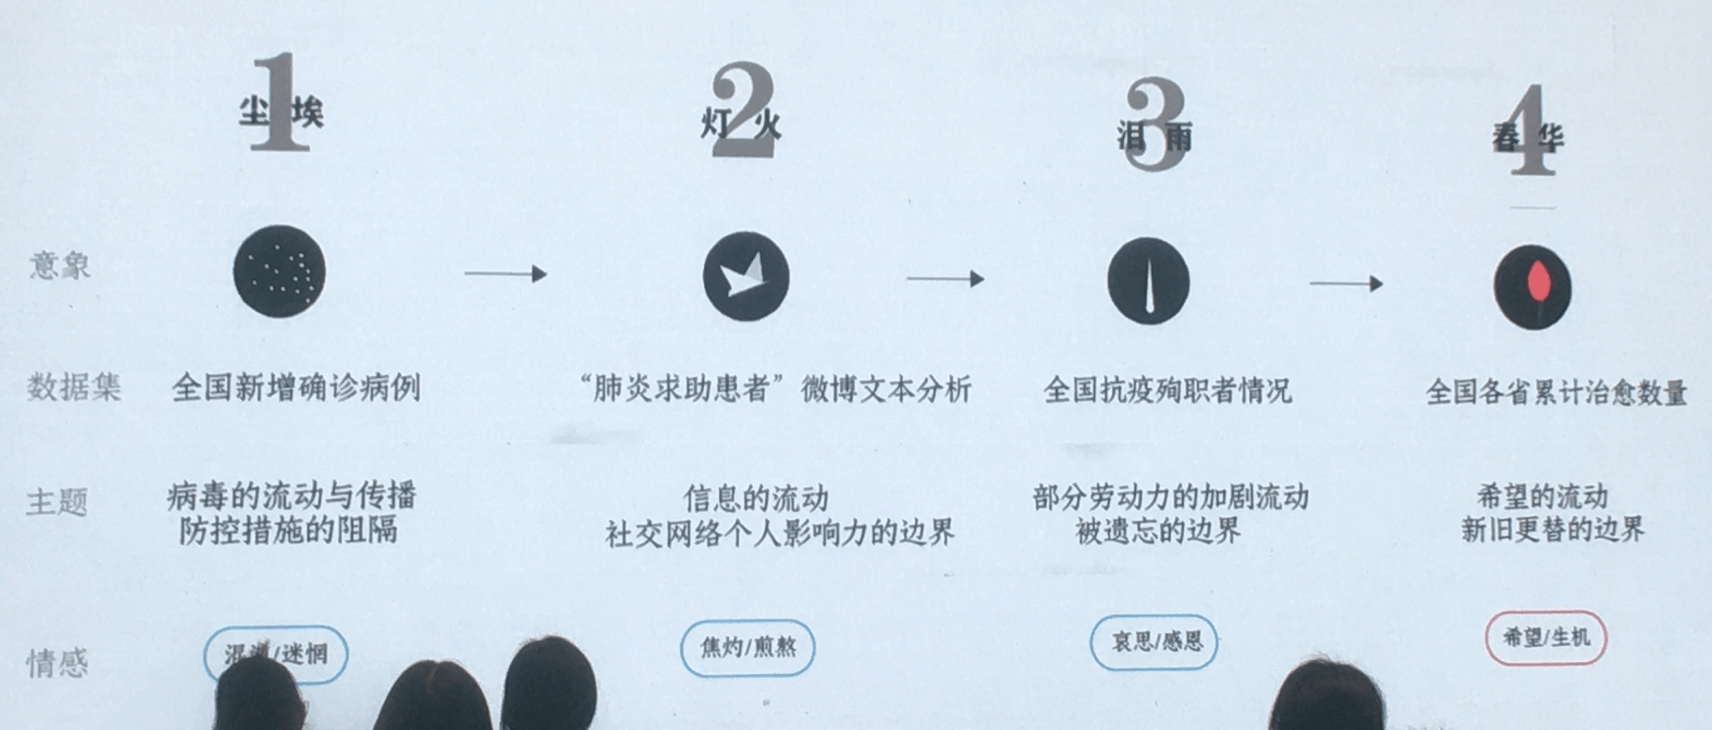 1
尘埃
2
灯火
3
泪雨
4
春华
意象
数据集
全国新增确诊病例
“肺炎求助患者” 微博文本分析
全国抗疫殉职者情况
全国各省累计治愈数量
主题
病毒的流动与传播
防控措施的阻隔
信息的流动
社交网络个人影响力的边界
部分劳动力的加剧流动
被遗忘的边界
希望的流动
新旧更替的边界
情感
/迷惘
焦灼/煎熬
哀思/感恩
希望/生机